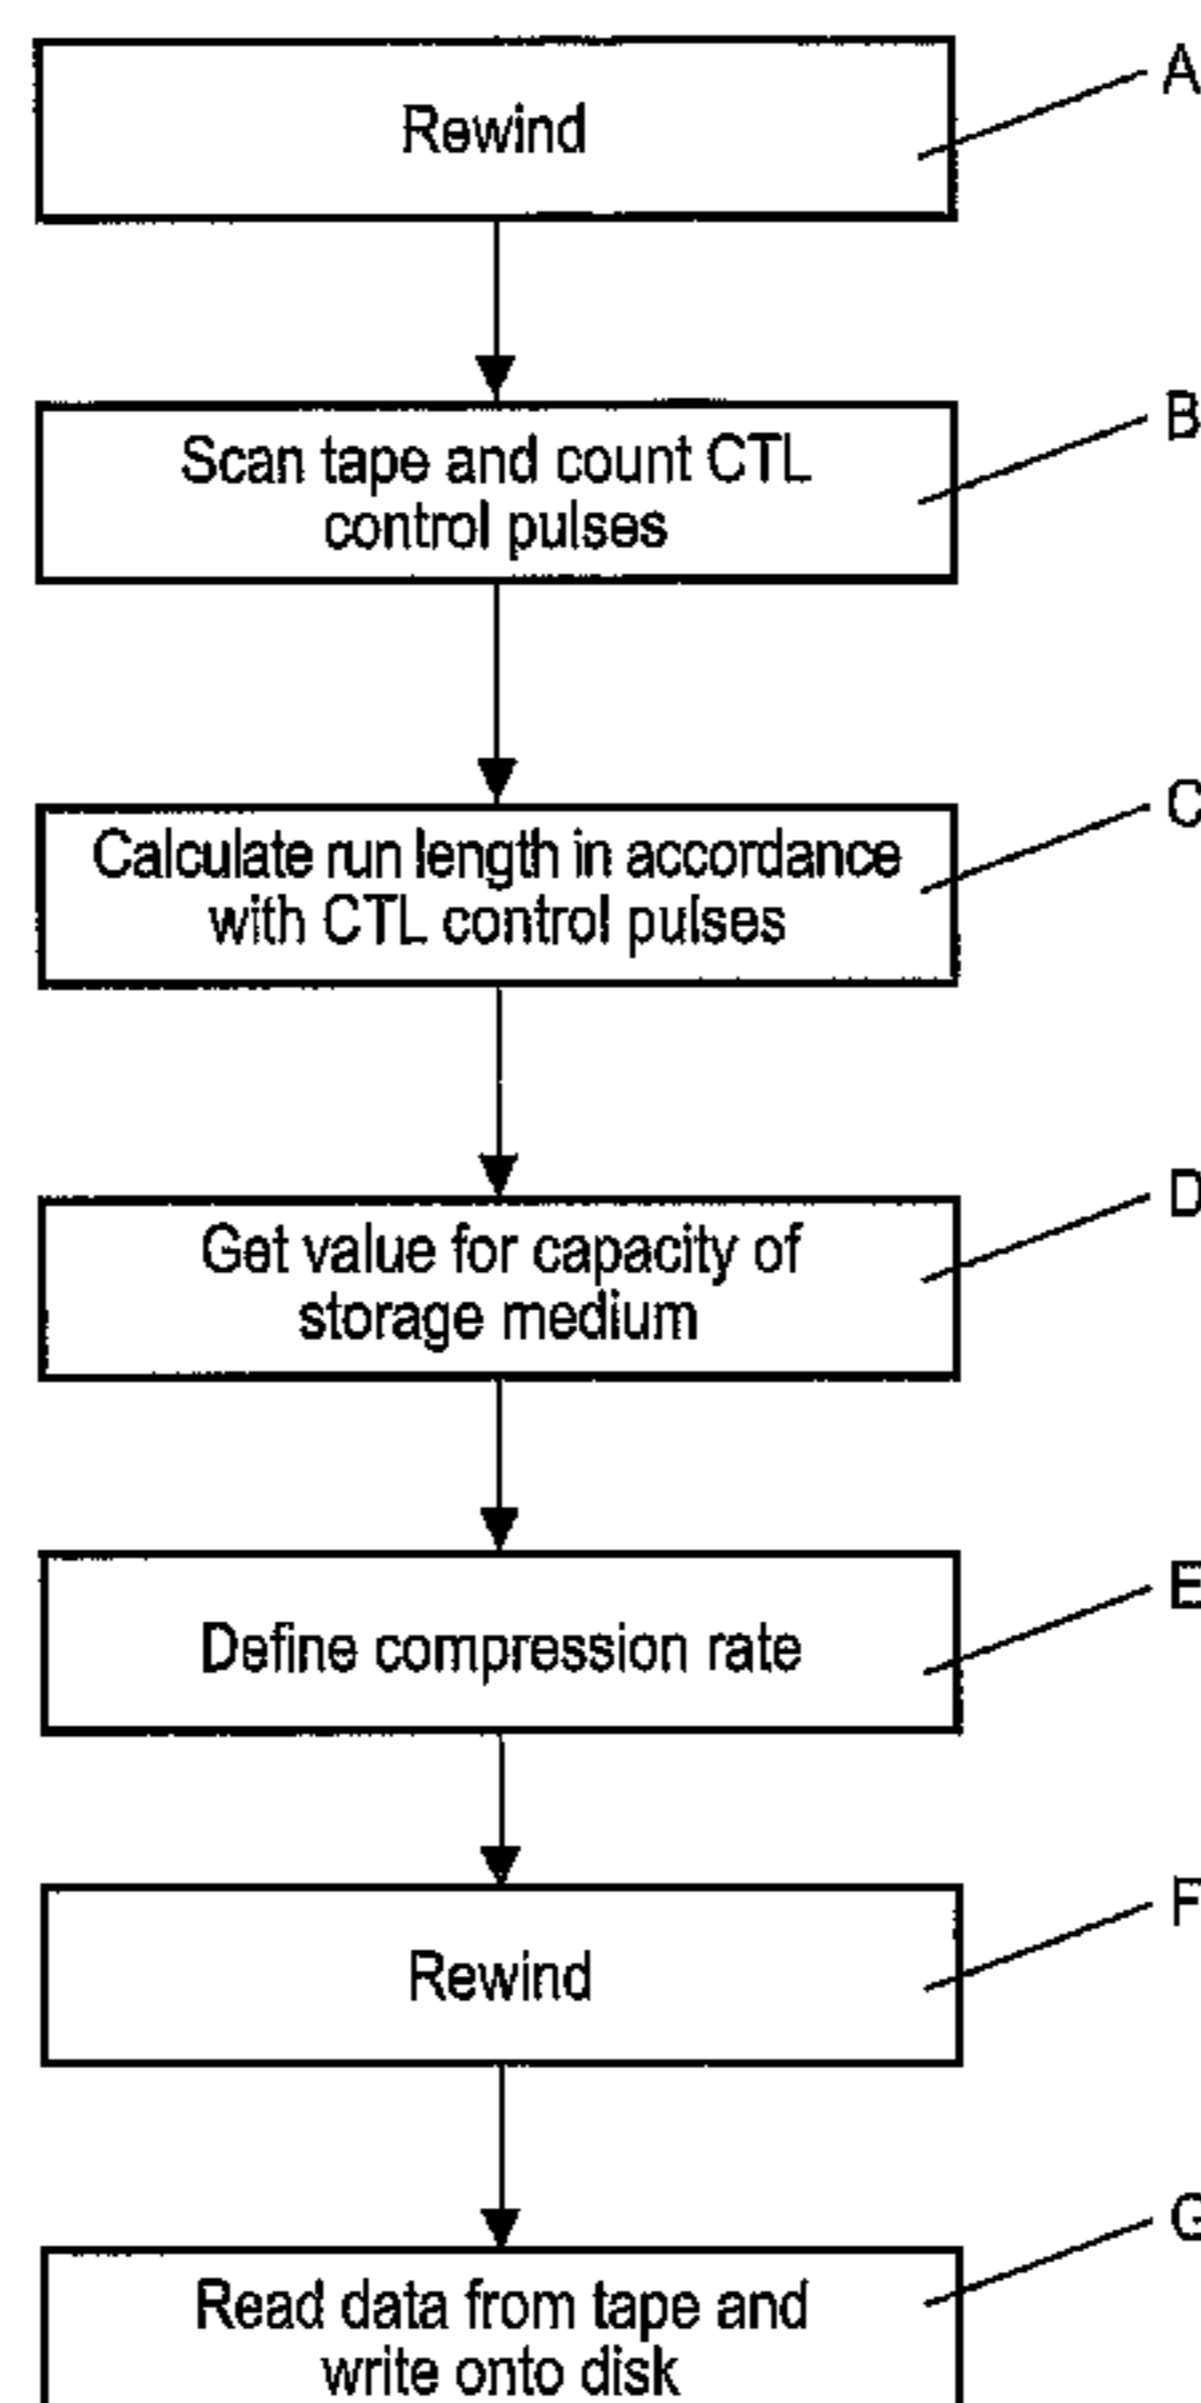 Rewind
A
Scan tape and count CTL
control pulses
B
Calculate run length in accordance
with CTL control pulses
C
Get value for capacity of
storage medium
D
Define compression rate
E
Rewind
F
Read data from tape and
write onto disk
G